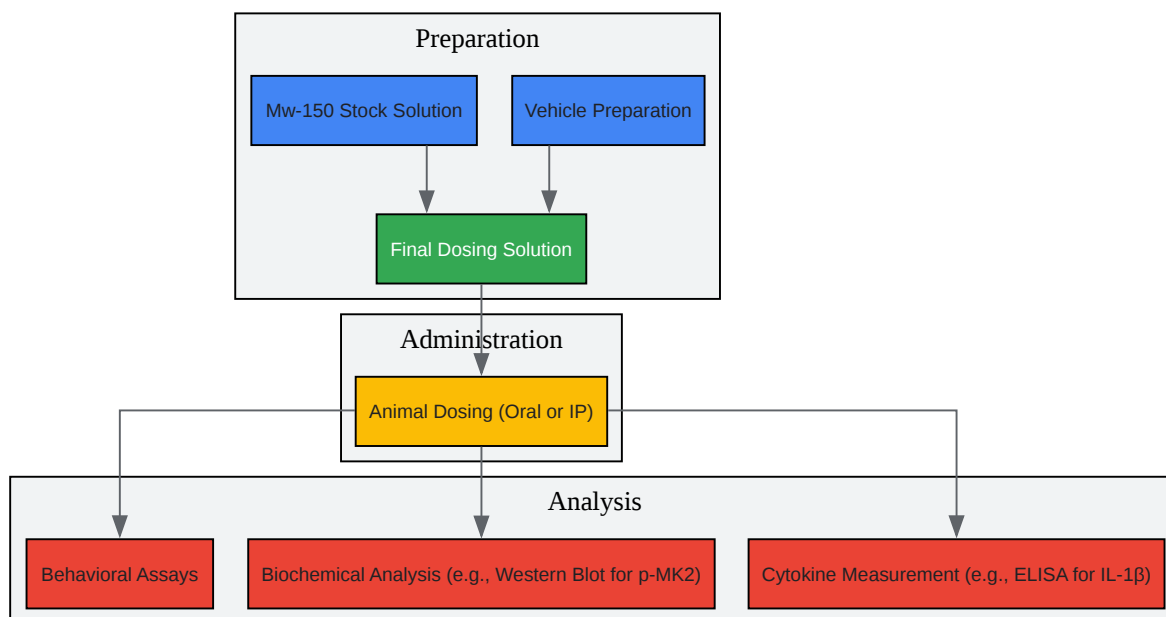 Preparation
Mw-150 Stock Solution
Vehicle Preparation
Final Dosing Solution
Administration
Animal Dosing (Oral or IP)
Analysis
Behavioral Assays
Biochemical Analysis (e.g., Western Blot for p-MK2)
Cytokine Measurement (e.g., ELISA for IL-1β)